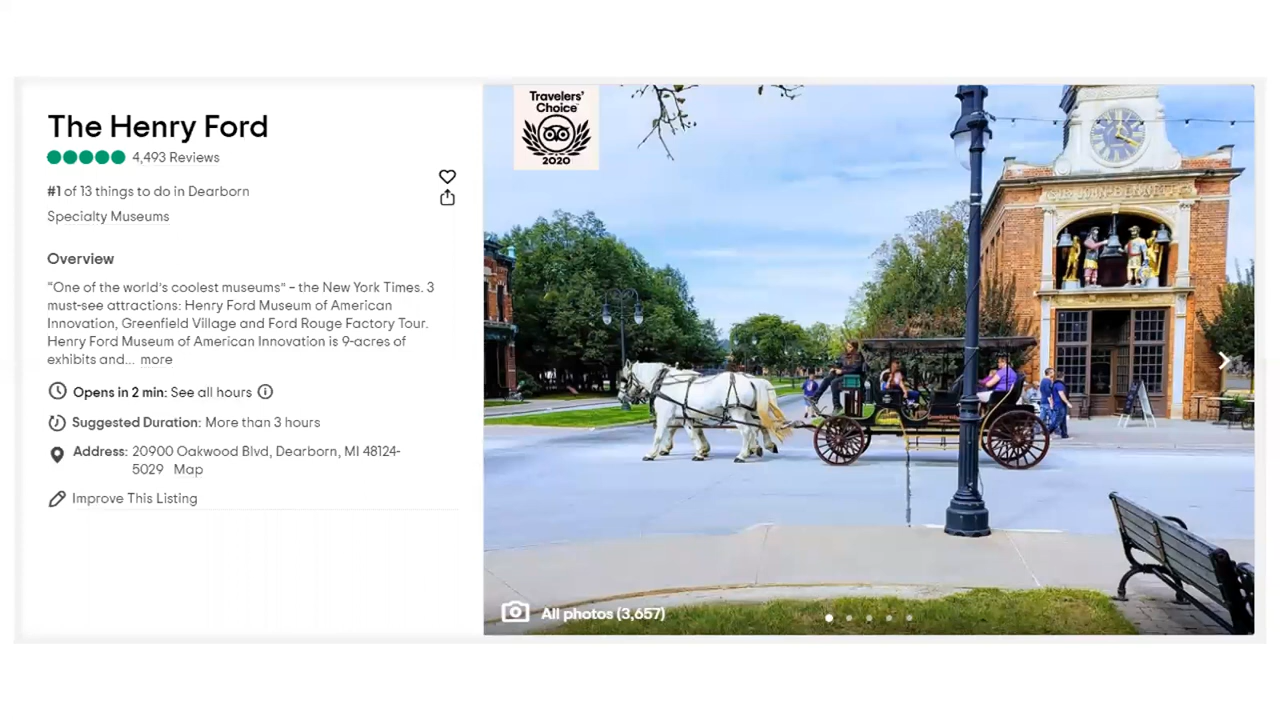 The Henry Ford
4,493 Reviews
#1 of 13 things to do in Dearborn
Specialty Museums
Overview
“One of the world’s coolest museums” – the New York Times. 3
must-see attractions: Henry Ford Museum of American
Innovation, Greenfield Village and Ford Rouge Factory Tour.
Henry Ford Museum of American Innovation is 9-acres of
exhibits and... more
Opens in 2 min: See all hours
Suggested Duration: More than 3 hours
Address: 20900 Oakwood Blvd, Dearborn, MI 48124-
5029 Map
Improve This Listing
Travelers’
Choice
2020
JOHN BENNETT
All photos (3,657)